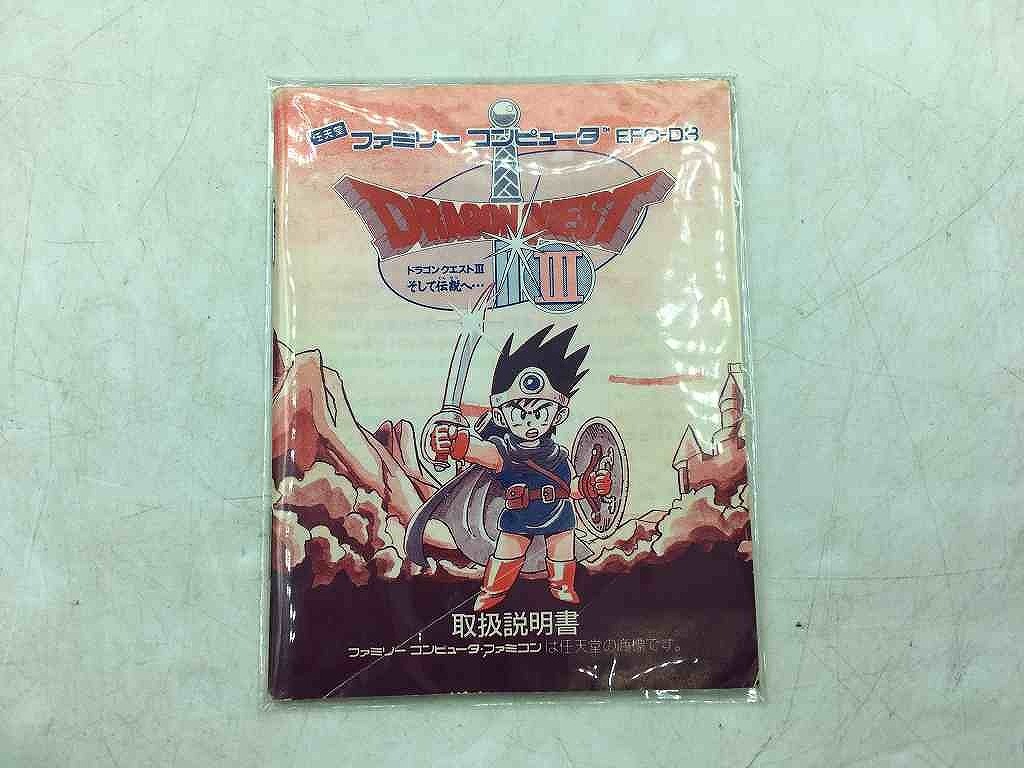 任天堂 ファミリー コンピュータ™ EFC-D3
DRAGON QUEST
III
ドラゴンクエストIII
そして伝説へ…
取扱説明書
ファミリー コンピュータ・ファミコンは任天堂の商標です。